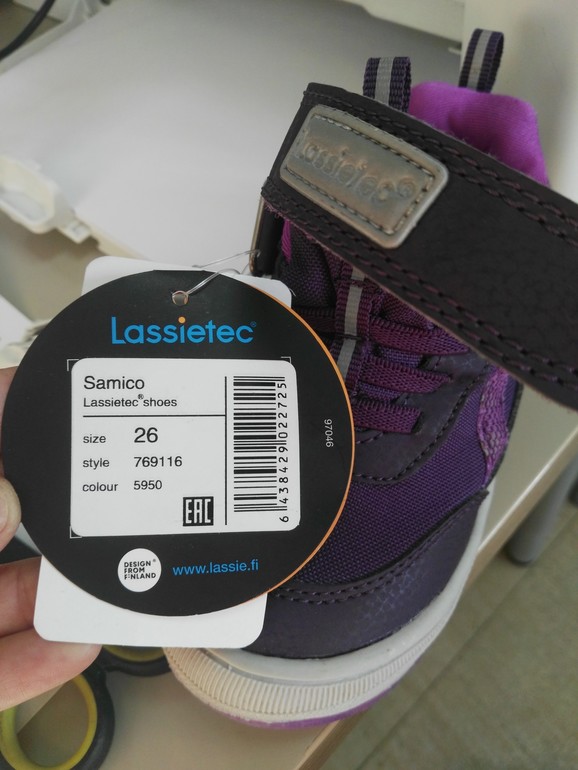 lassietec®
Lassietec®
Samico
Lassietec® shoes
size 26
style 769116
colour 5950
EAC
6 438429 022725
97046
DESIGN
FROM
FINLAND
www.lassie.fi